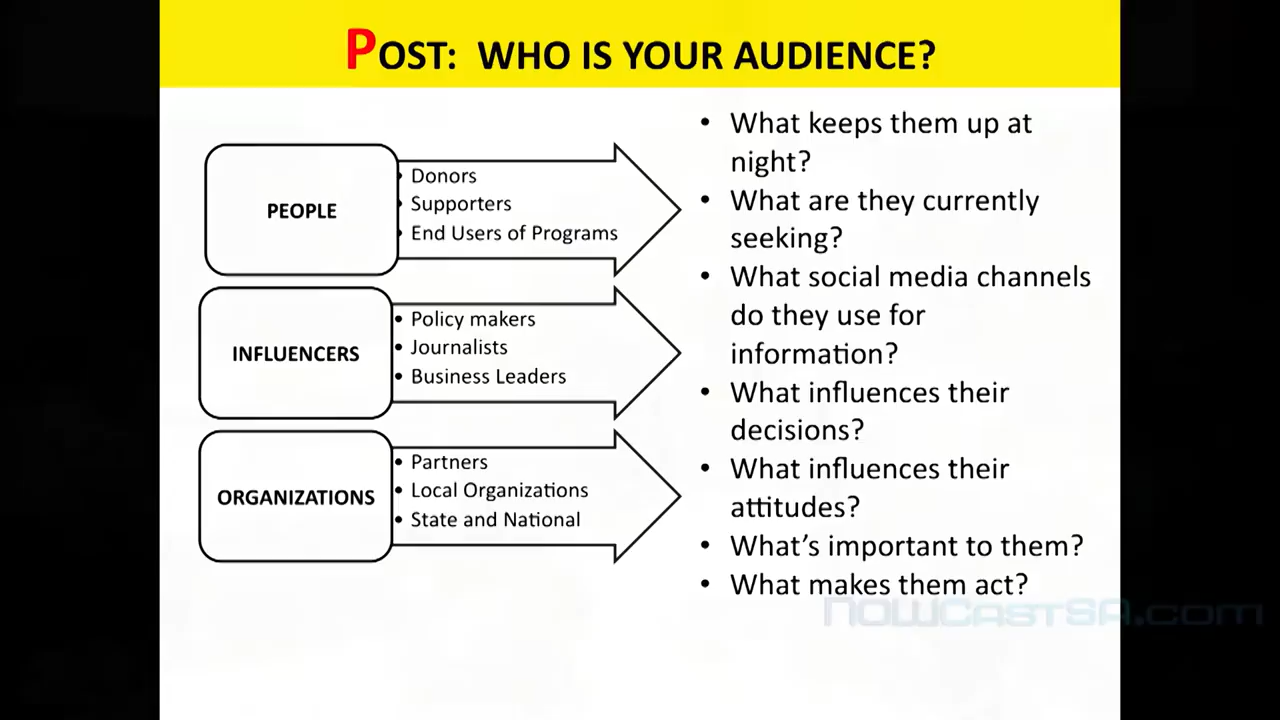 POST: WHO IS YOUR AUDIENCE?
PEOPLE
• Donors
• Supporters
• End Users of Programs
INFLUENCERS
• Policy makers
• Journalists
• Business Leaders
ORGANIZATIONS
• Partners
• Local Organizations
• State and National
• What keeps them up at
night?
• What are they currently
seeking?
• What social media channels
do they use for
information?
• What influences their
decisions?
• What influences their
attitudes?
• What’s important to them?
• What makes them act?
NOWCastSA.com